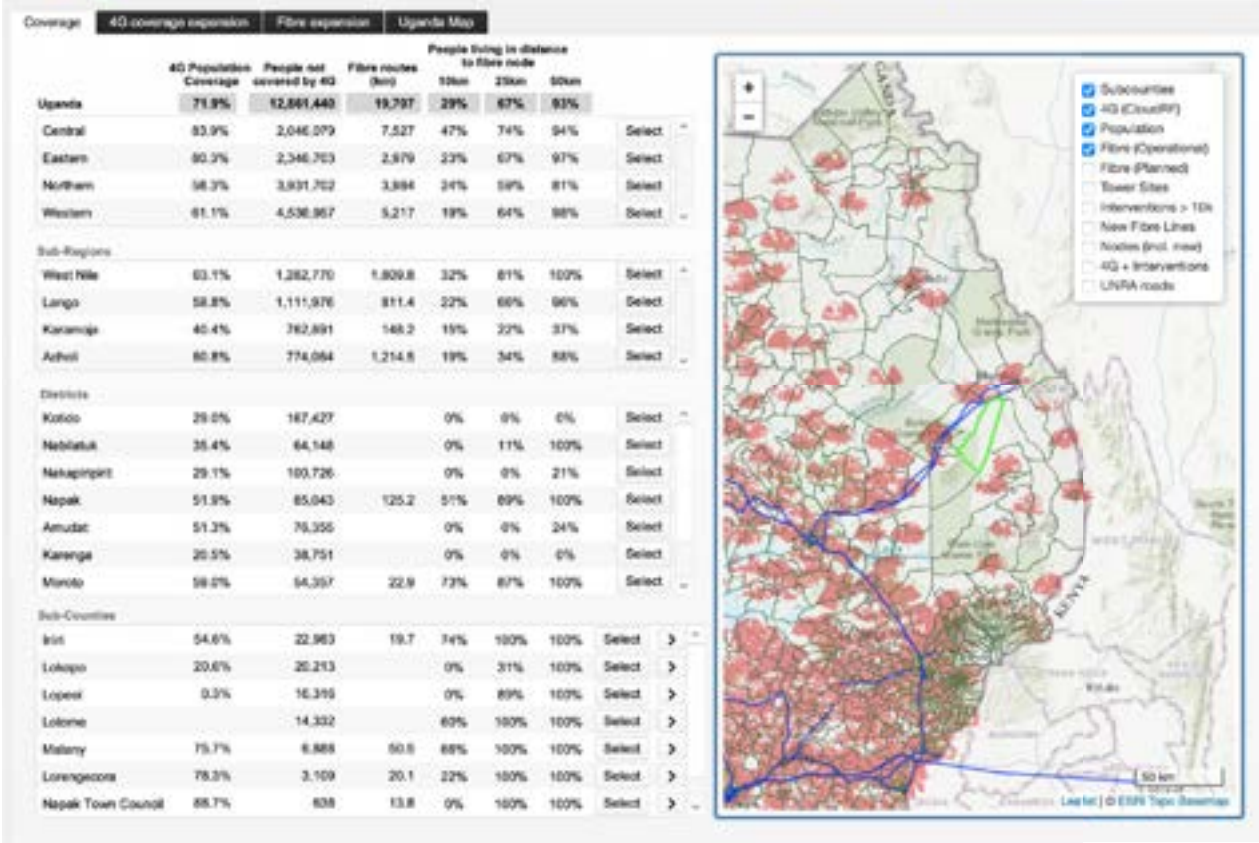 Coverage 4G coverage expansion Fibre expansion Uganda Map
People living in distance
4G Population People not Fibre routes to fibre node
Coverage covered by 4G (km) 10km 25km 50km
Uganda 71.9% 12,861,440 19,707 29% 67% 93%
Central 83.9% 2,046,079 7,527 47% 74% 94% Select
Eastern 80.3% 2,346,703 2,979 23% 67% 97% Select
Northern 58.3% 3,931,702 3,984 24% 59% 81% Select
Western 61.1% 4,536,957 5,217 19% 64% 98% Select
Sub-Regions
West Nile 63.1% 1,282,770 1,809.8 32% 81% 100% Select
Lango 58.8% 1,111,976 811.4 22% 66% 96% Select
Karamoja 40.4% 762,891 148.2 15% 22% 37% Select
Acholi 60.8% 774,084 1,214.8 19% 34% 88% Select
Districts
Kotido 29.0% 167,427 0% 0% 0% Select
Nabilatuk 35.4% 64,148 0% 11% 100% Select
Nakapiripirit 29.1% 100,726 0% 0% 21% Select
Napak 51.9% 85,043 125.2 51% 89% 100% Select
Amudat 51.3% 76,355 0% 0% 24% Select
Karenga 20.5% 38,751 0% 0% 0% Select
Moroto 59.0% 54,357 22.9 73% 87% 100% Select
Sub-Counties
Iriiri 54.6% 22,983 19.7 74% 100% 100% Select >
Lokopo 20.6% 20,213 0% 31% 100% Select >
Lopeei 0.3% 16,316 0% 89% 100% Select >
Lotome 14,332 60% 100% 100% Select >
Matany 75.7% 6,888 50.5 66% 100% 100% Select >
Lorengecora 78.3% 3,109 20.1 22% 100% 100% Select >
Napak Town Council 88.7% 638 13.8 0% 100% 100% Select >
+
−
Subcounties
4G (CloudRF)
Population
Fibre (Operational)
Fibre (Planned)
Tower Sites
Interventions > 10k
New Fibre Lines
Nodes (incl. new)
4G + Interventions
UNRA roads
KENYA
50 km
Leaflet | © ESRI Topo Basemap